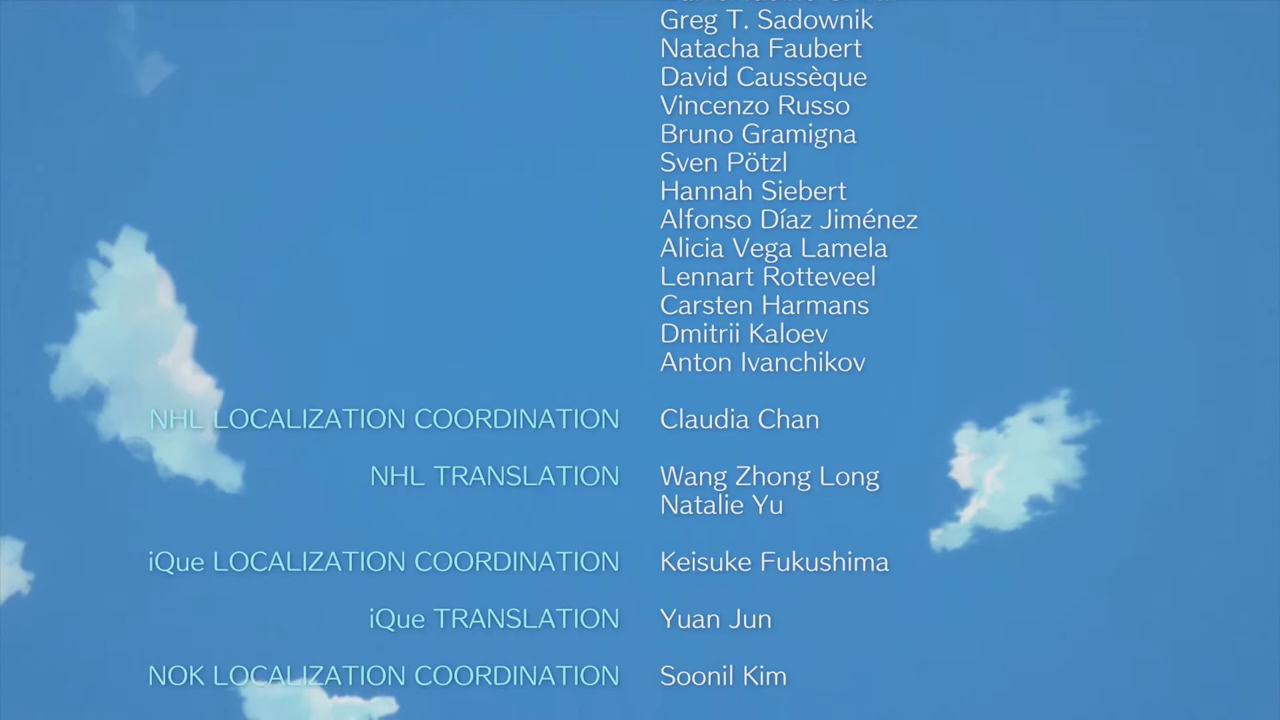 Greg T. Sadownik
Natacha Faubert
David Caussèque
Vincenzo Russo
Bruno Gramigna
Sven Pötzl
Hannah Siebert
Alfonso Díaz Jiménez
Alicia Vega Lamela
Lennart Rotteveel
Carsten Harmans
Dmitrii Kaloev
Anton Ivanchikov
NHL LOCALIZATION COORDINATION Claudia Chan
NHL TRANSLATION Wang Zhong Long
Natalie Yu
iQue LOCALIZATION COORDINATION Keisuke Fukushima
iQue TRANSLATION Yuan Jun
NOK LOCALIZATION COORDINATION Soonil Kim